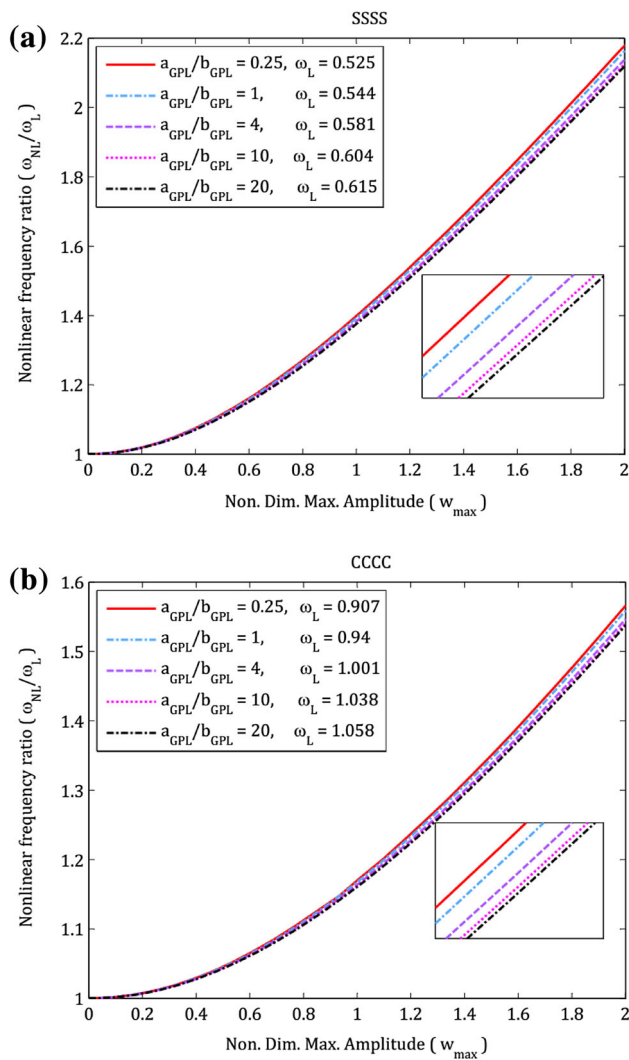 (a)
SSSS
2.2
2
1.8
1.6
1.4
1.2
1
Nonlinear frequency ratio ( ω_NL/ω_L )
a_GPL/b_GPL = 0.25, ω_L = 0.525
a_GPL/b_GPL = 1, ω_L = 0.544
a_GPL/b_GPL = 4, ω_L = 0.581
a_GPL/b_GPL = 10, ω_L = 0.604
a_GPL/b_GPL = 20, ω_L = 0.615
0 0.2 0.4 0.6 0.8 1 1.2 1.4 1.6 1.8 2
Non. Dim. Max. Amplitude ( w_max )
(b)
CCCC
1.6
1.5
1.4
1.3
1.2
1.1
1
Nonlinear frequency ratio ( ω_NL/ω_L )
a_GPL/b_GPL = 0.25, ω_L = 0.907
a_GPL/b_GPL = 1, ω_L = 0.94
a_GPL/b_GPL = 4, ω_L = 1.001
a_GPL/b_GPL = 10, ω_L = 1.038
a_GPL/b_GPL = 20, ω_L = 1.058
0 0.2 0.4 0.6 0.8 1 1.2 1.4 1.6 1.8 2
Non. Dim. Max. Amplitude ( w_max )